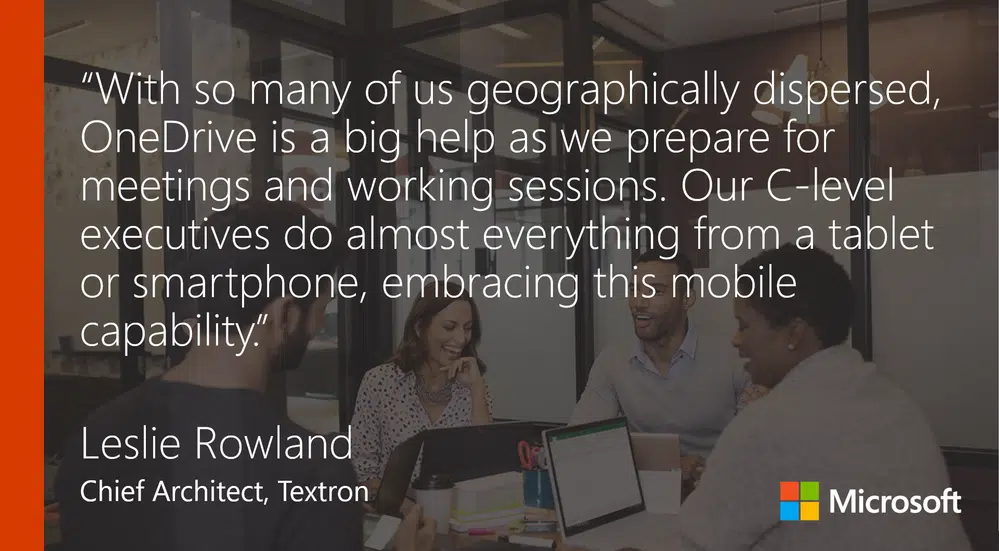 “With so many of us geographically dispersed,
OneDrive is a big help as we prepare for
meetings and working sessions. Our C-level
executives do almost everything from a tablet
or smartphone, embracing this mobile
capability.”
Leslie Rowland
Chief Architect, Textron
Microsoft